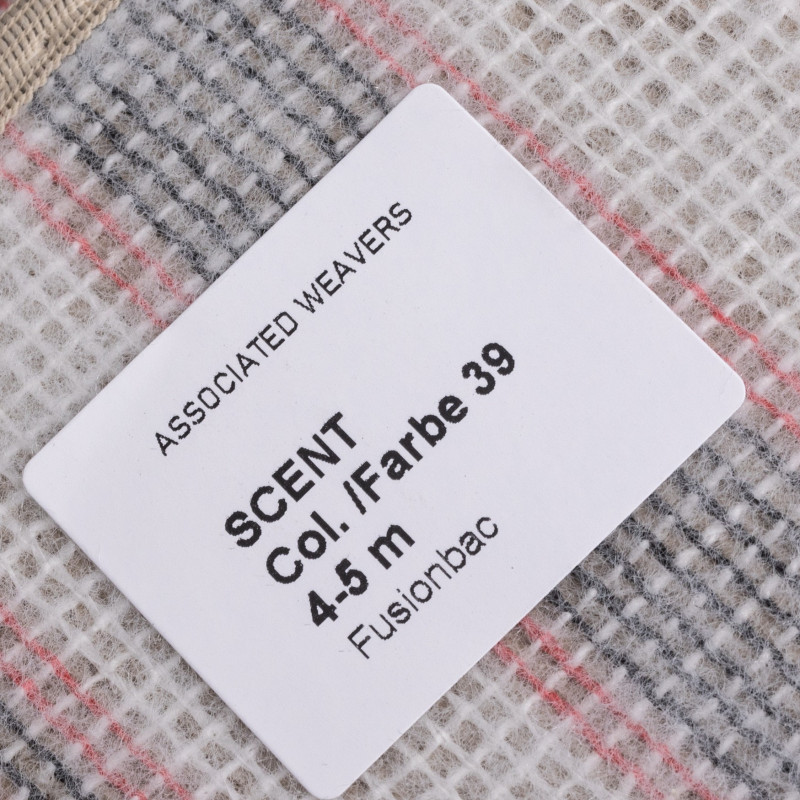 ASSOCIATED WEAVERS
SCENT
Col. /Farbe 39
4-5 m
Fusionbac